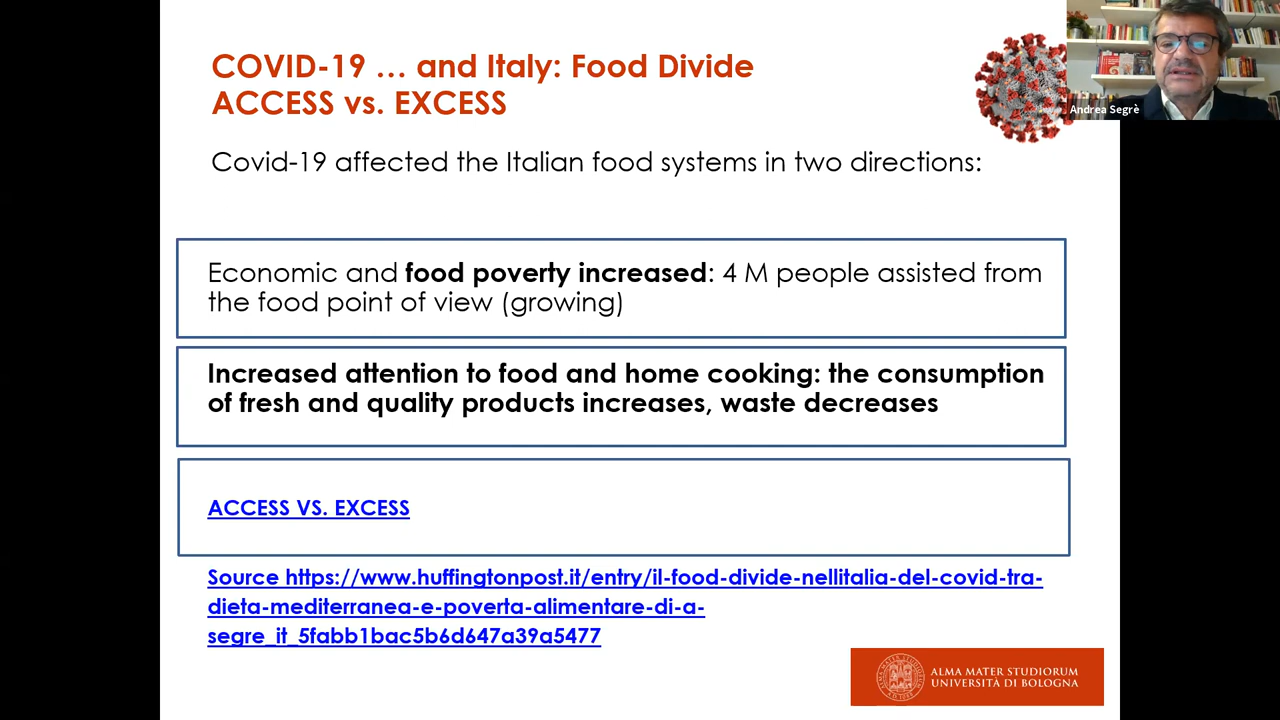 COVID-19 … and Italy: Food Divide
ACCESS vs. EXCESS
Andrea Segrè
Covid-19 affected the Italian food systems in two directions:
Economic and food poverty increased: 4 M people assisted from
the food point of view (growing)
Increased attention to food and home cooking: the consumption
of fresh and quality products increases, waste decreases
ACCESS VS. EXCESS
Source https://www.huffingtonpost.it/entry/il-food-divide-nellitalia-del-covid-tra-
dieta-mediterranea-e-poverta-alimentare-di-a-
segre_it_5fabb1bac5b6d647a39a5477
ALMA MATER STUDIORUM
UNIVERSITÀ DI BOLOGNA